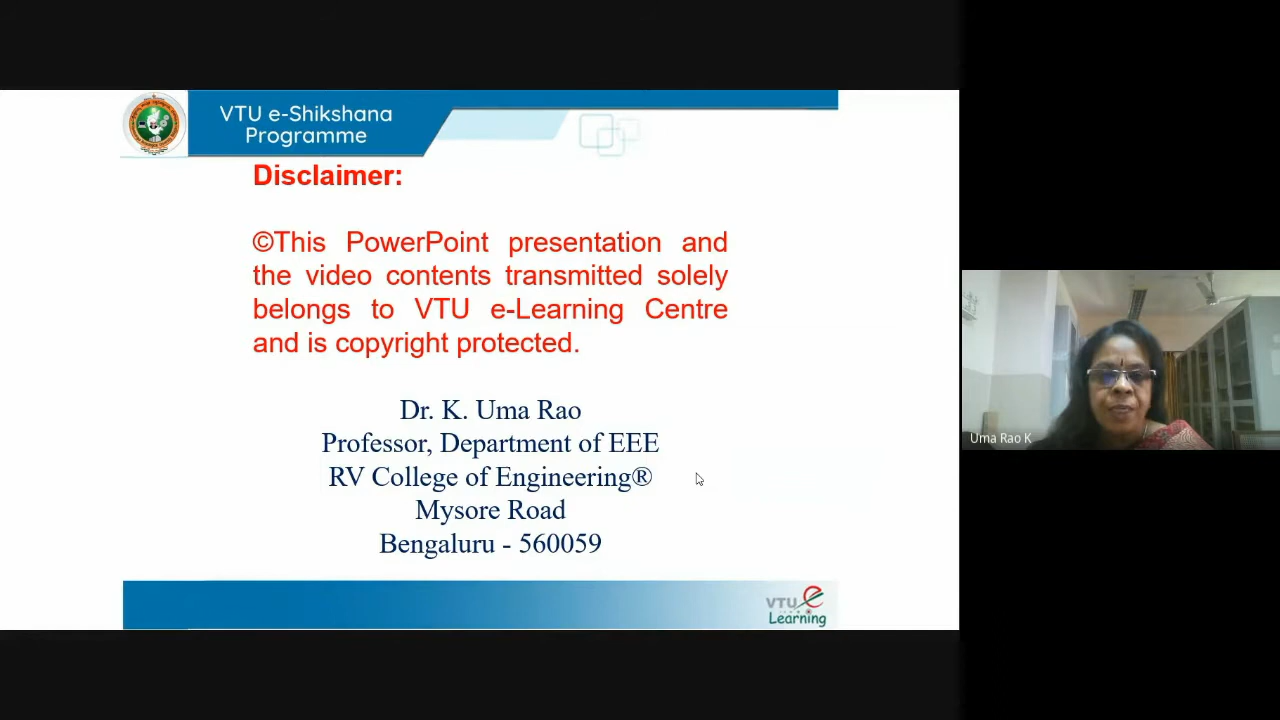 VTU e-Shikshana
Programme
Disclaimer:
©This PowerPoint presentation and
the video contents transmitted solely
belongs to VTU e-Learning Centre
and is copyright protected.
Dr. K. Uma Rao
Professor, Department of EEE
RV College of Engineering®
Mysore Road
Bengaluru - 560059
Uma Rao K
VTU e
Learning